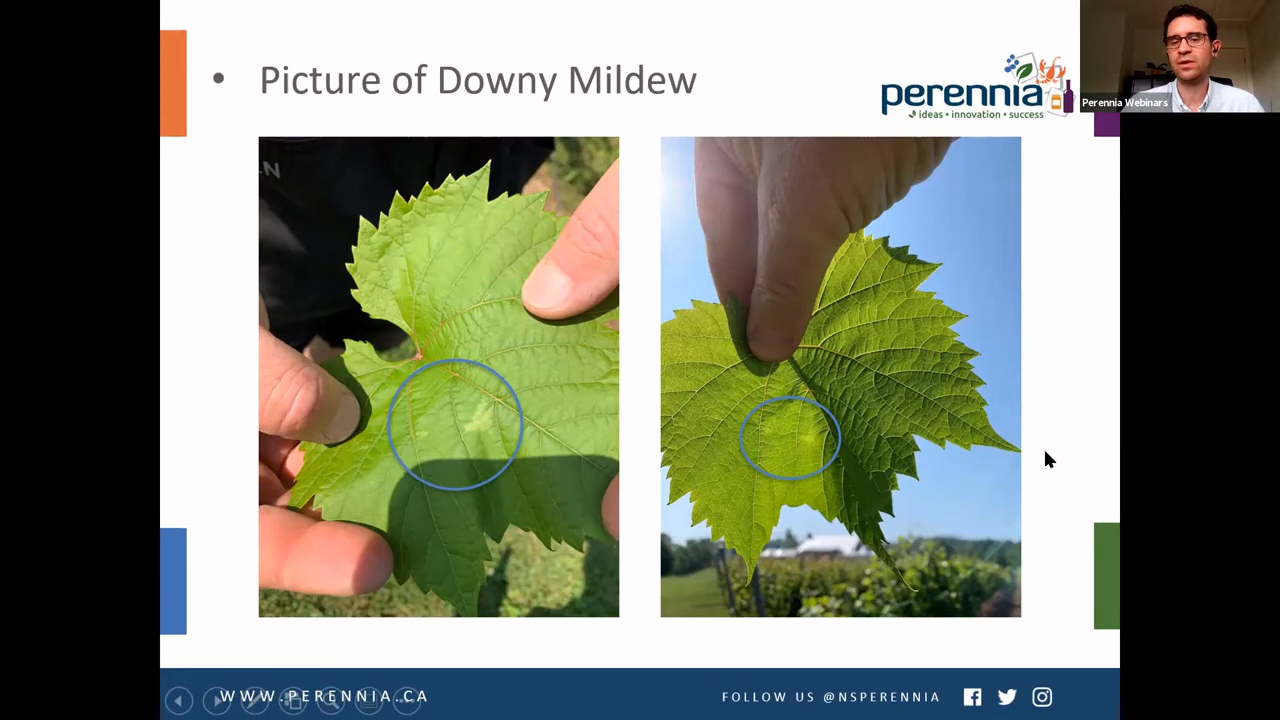 • Picture of Downy Mildew
perennia
ideas • innovation • success
Perennia Webinars
N
WWW.PERENNIA.CA
FOLLOW US @NSPERENNIA